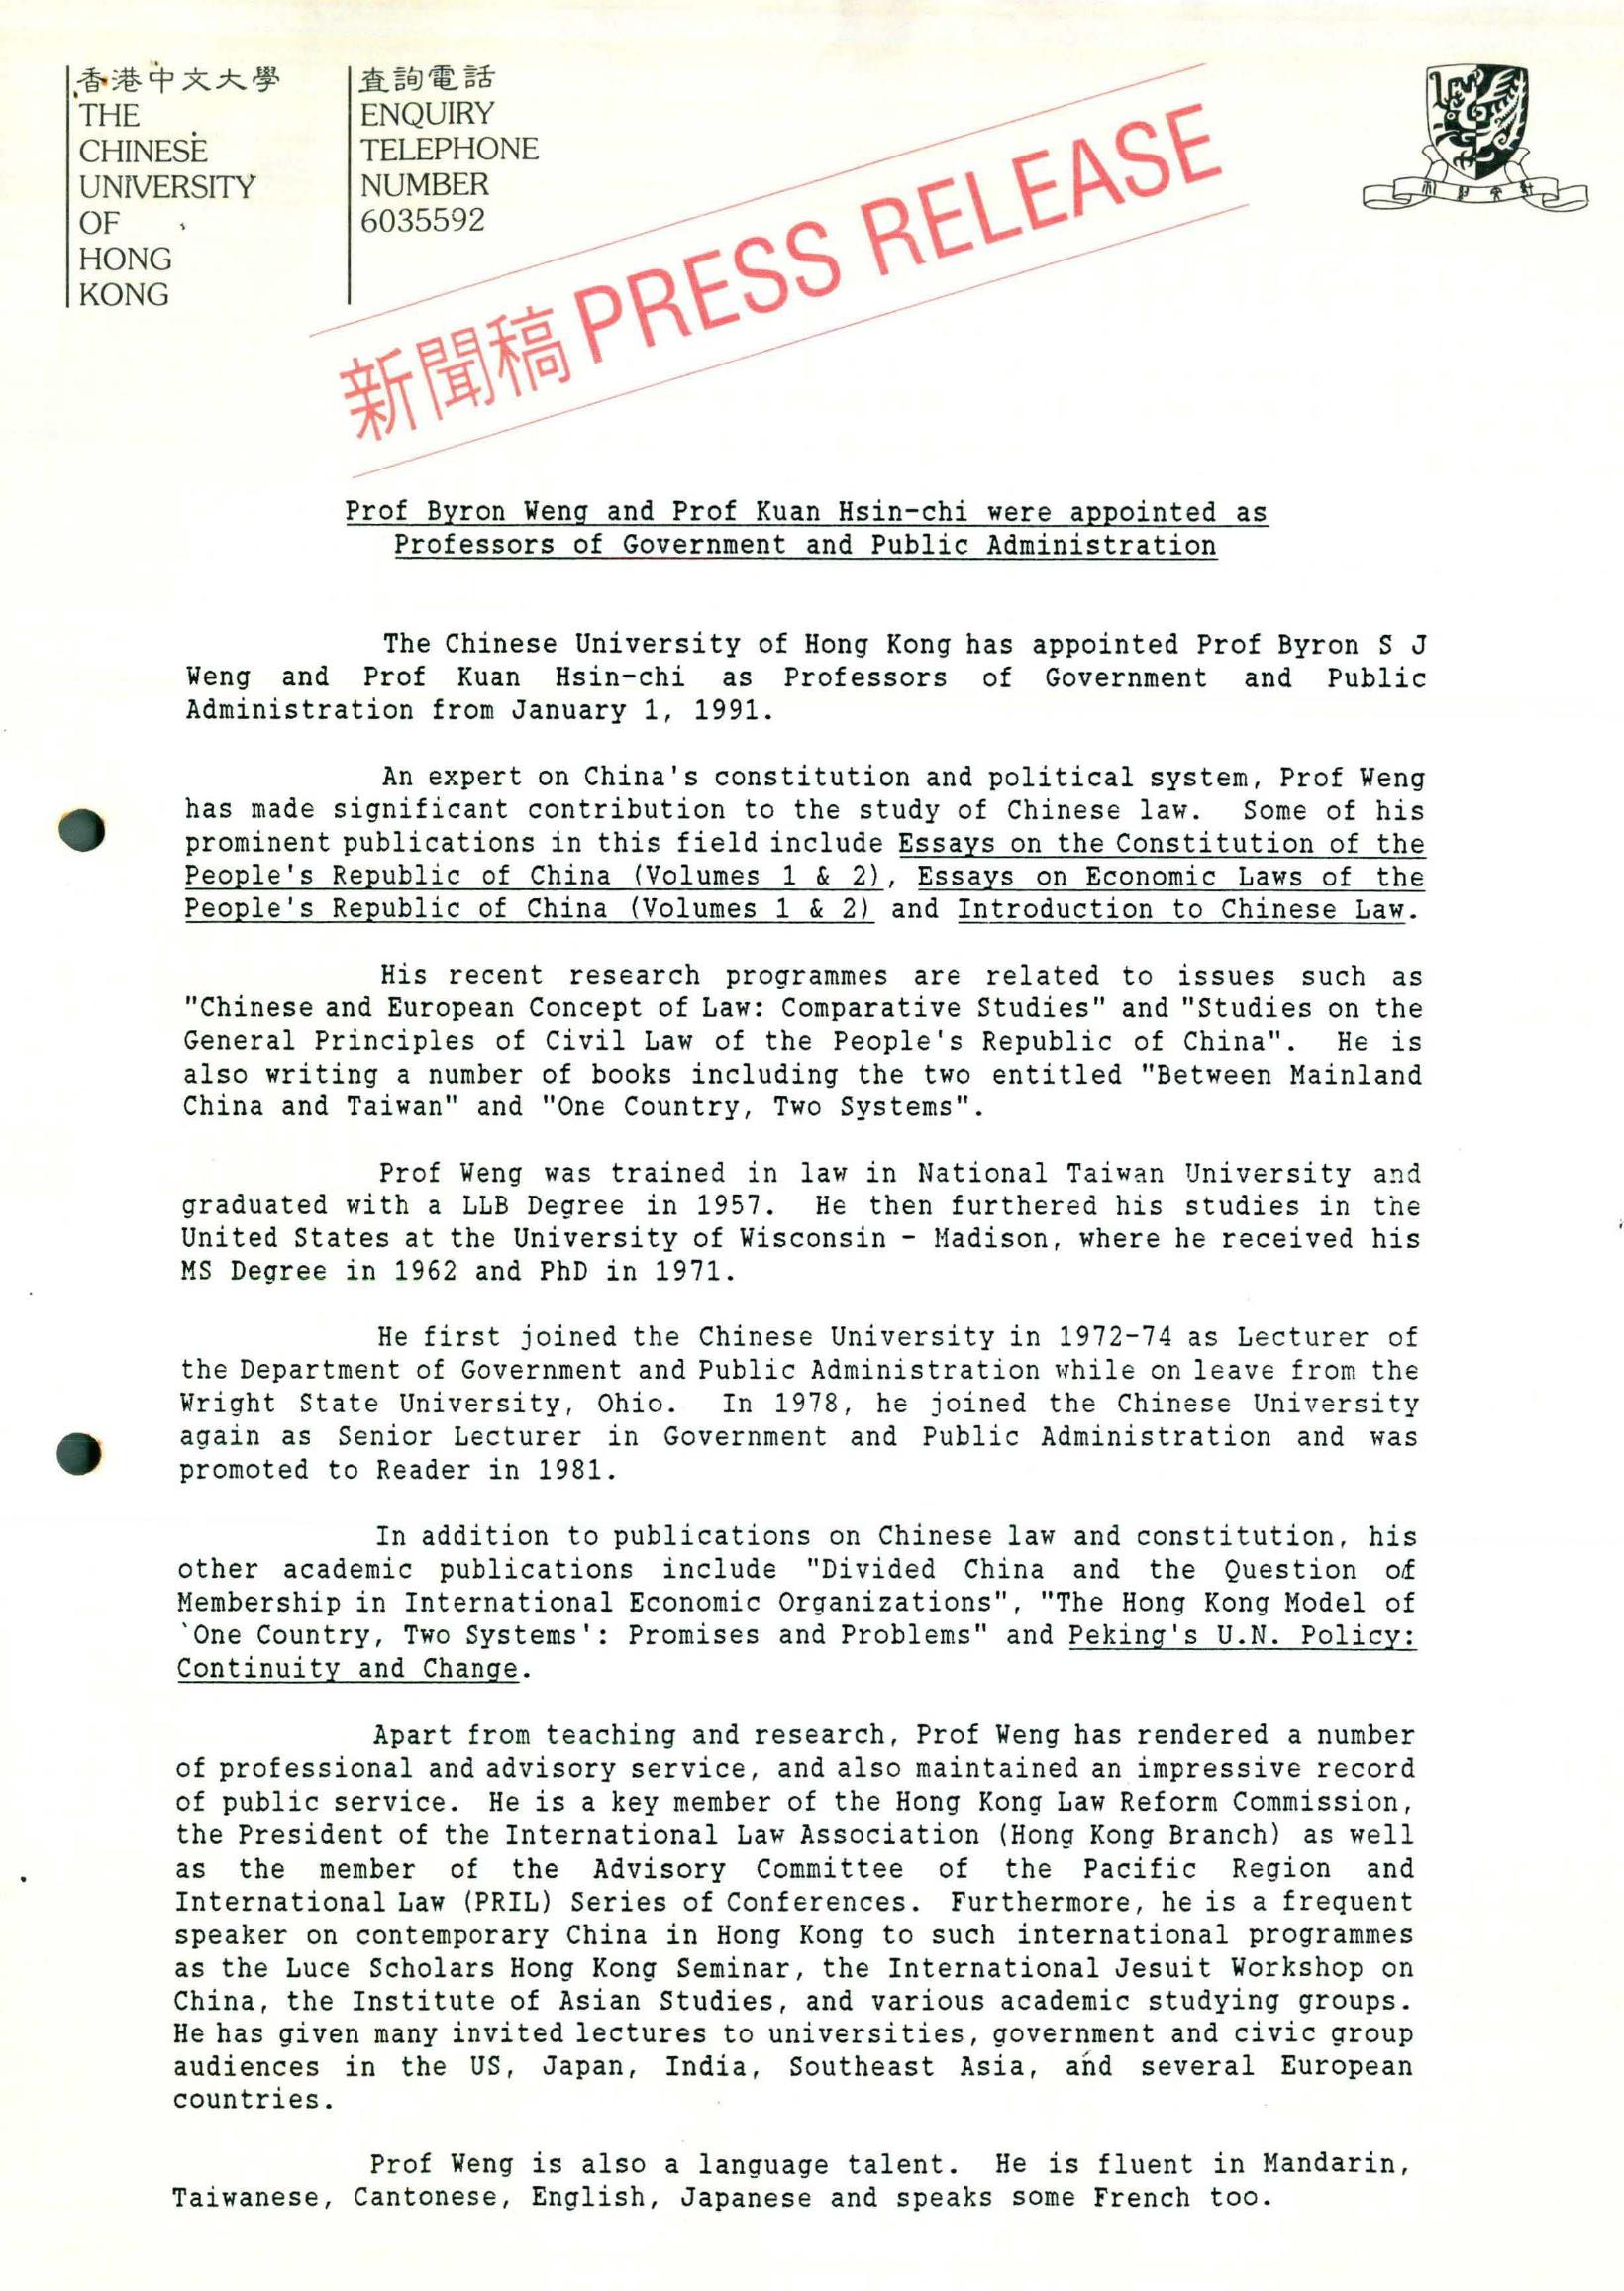 香港中文大學
THE
CHINESE
UNIVERSITY
OF
HONG
KONG
查詢電話
ENQUIRY
TELEPHONE
NUMBER
6035592
新聞稿 PRESS RELEASE
Prof Byron Weng and Prof Kuan Hsin-chi were appointed as
Professors of Government and Public Administration
The Chinese University of Hong Kong has appointed Prof Byron S J
Weng and Prof Kuan Hsin-chi as Professors of Government and Public
Administration from January 1, 1991.
An expert on China's constitution and political system, Prof Weng
has made significant contribution to the study of Chinese law. Some of his
prominent publications in this field include Essays on the Constitution of the
People's Republic of China (Volumes 1 & 2), Essays on Economic Laws of the
People's Republic of China (Volumes 1 & 2) and Introduction to Chinese Law.
His recent research programmes are related to issues such as
"Chinese and European Concept of Law: Comparative Studies" and "Studies on the
General Principles of Civil Law of the People's Republic of China". He is
also writing a number of books including the two entitled "Between Mainland
China and Taiwan" and "One Country, Two Systems".
Prof Weng was trained in law in National Taiwan University and
graduated with a LLB Degree in 1957. He then furthered his studies in the
United States at the University of Wisconsin - Madison, where he received his
MS Degree in 1962 and PhD in 1971.
He first joined the Chinese University in 1972-74 as Lecturer of
the Department of Government and Public Administration while on leave from the
Wright State University, Ohio. In 1978, he joined the Chinese University
again as Senior Lecturer in Government and Public Administration and was
promoted to Reader in 1981.
In addition to publications on Chinese law and constitution, his
other academic publications include "Divided China and the Question of
Membership in International Economic Organizations", "The Hong Kong Model of
`One Country, Two Systems': Promises and Problems" and Peking's U.N. Policy:
Continuity and Change.
Apart from teaching and research, Prof Weng has rendered a number
of professional and advisory service, and also maintained an impressive record
of public service. He is a key member of the Hong Kong Law Reform Commission,
the President of the International Law Association (Hong Kong Branch) as well
as the member of the Advisory Committee of the Pacific Region and
International Law (PRIL) Series of Conferences. Furthermore, he is a frequent
speaker on contemporary China in Hong Kong to such international programmes
as the Luce Scholars Hong Kong Seminar, the International Jesuit Workshop on
China, the Institute of Asian Studies, and various academic studying groups.
He has given many invited lectures to universities, government and civic group
audiences in the US, Japan, India, Southeast Asia, and several European
countries.
Prof Weng is also a language talent. He is fluent in Mandarin,
Taiwanese, Cantonese, English, Japanese and speaks some French too.